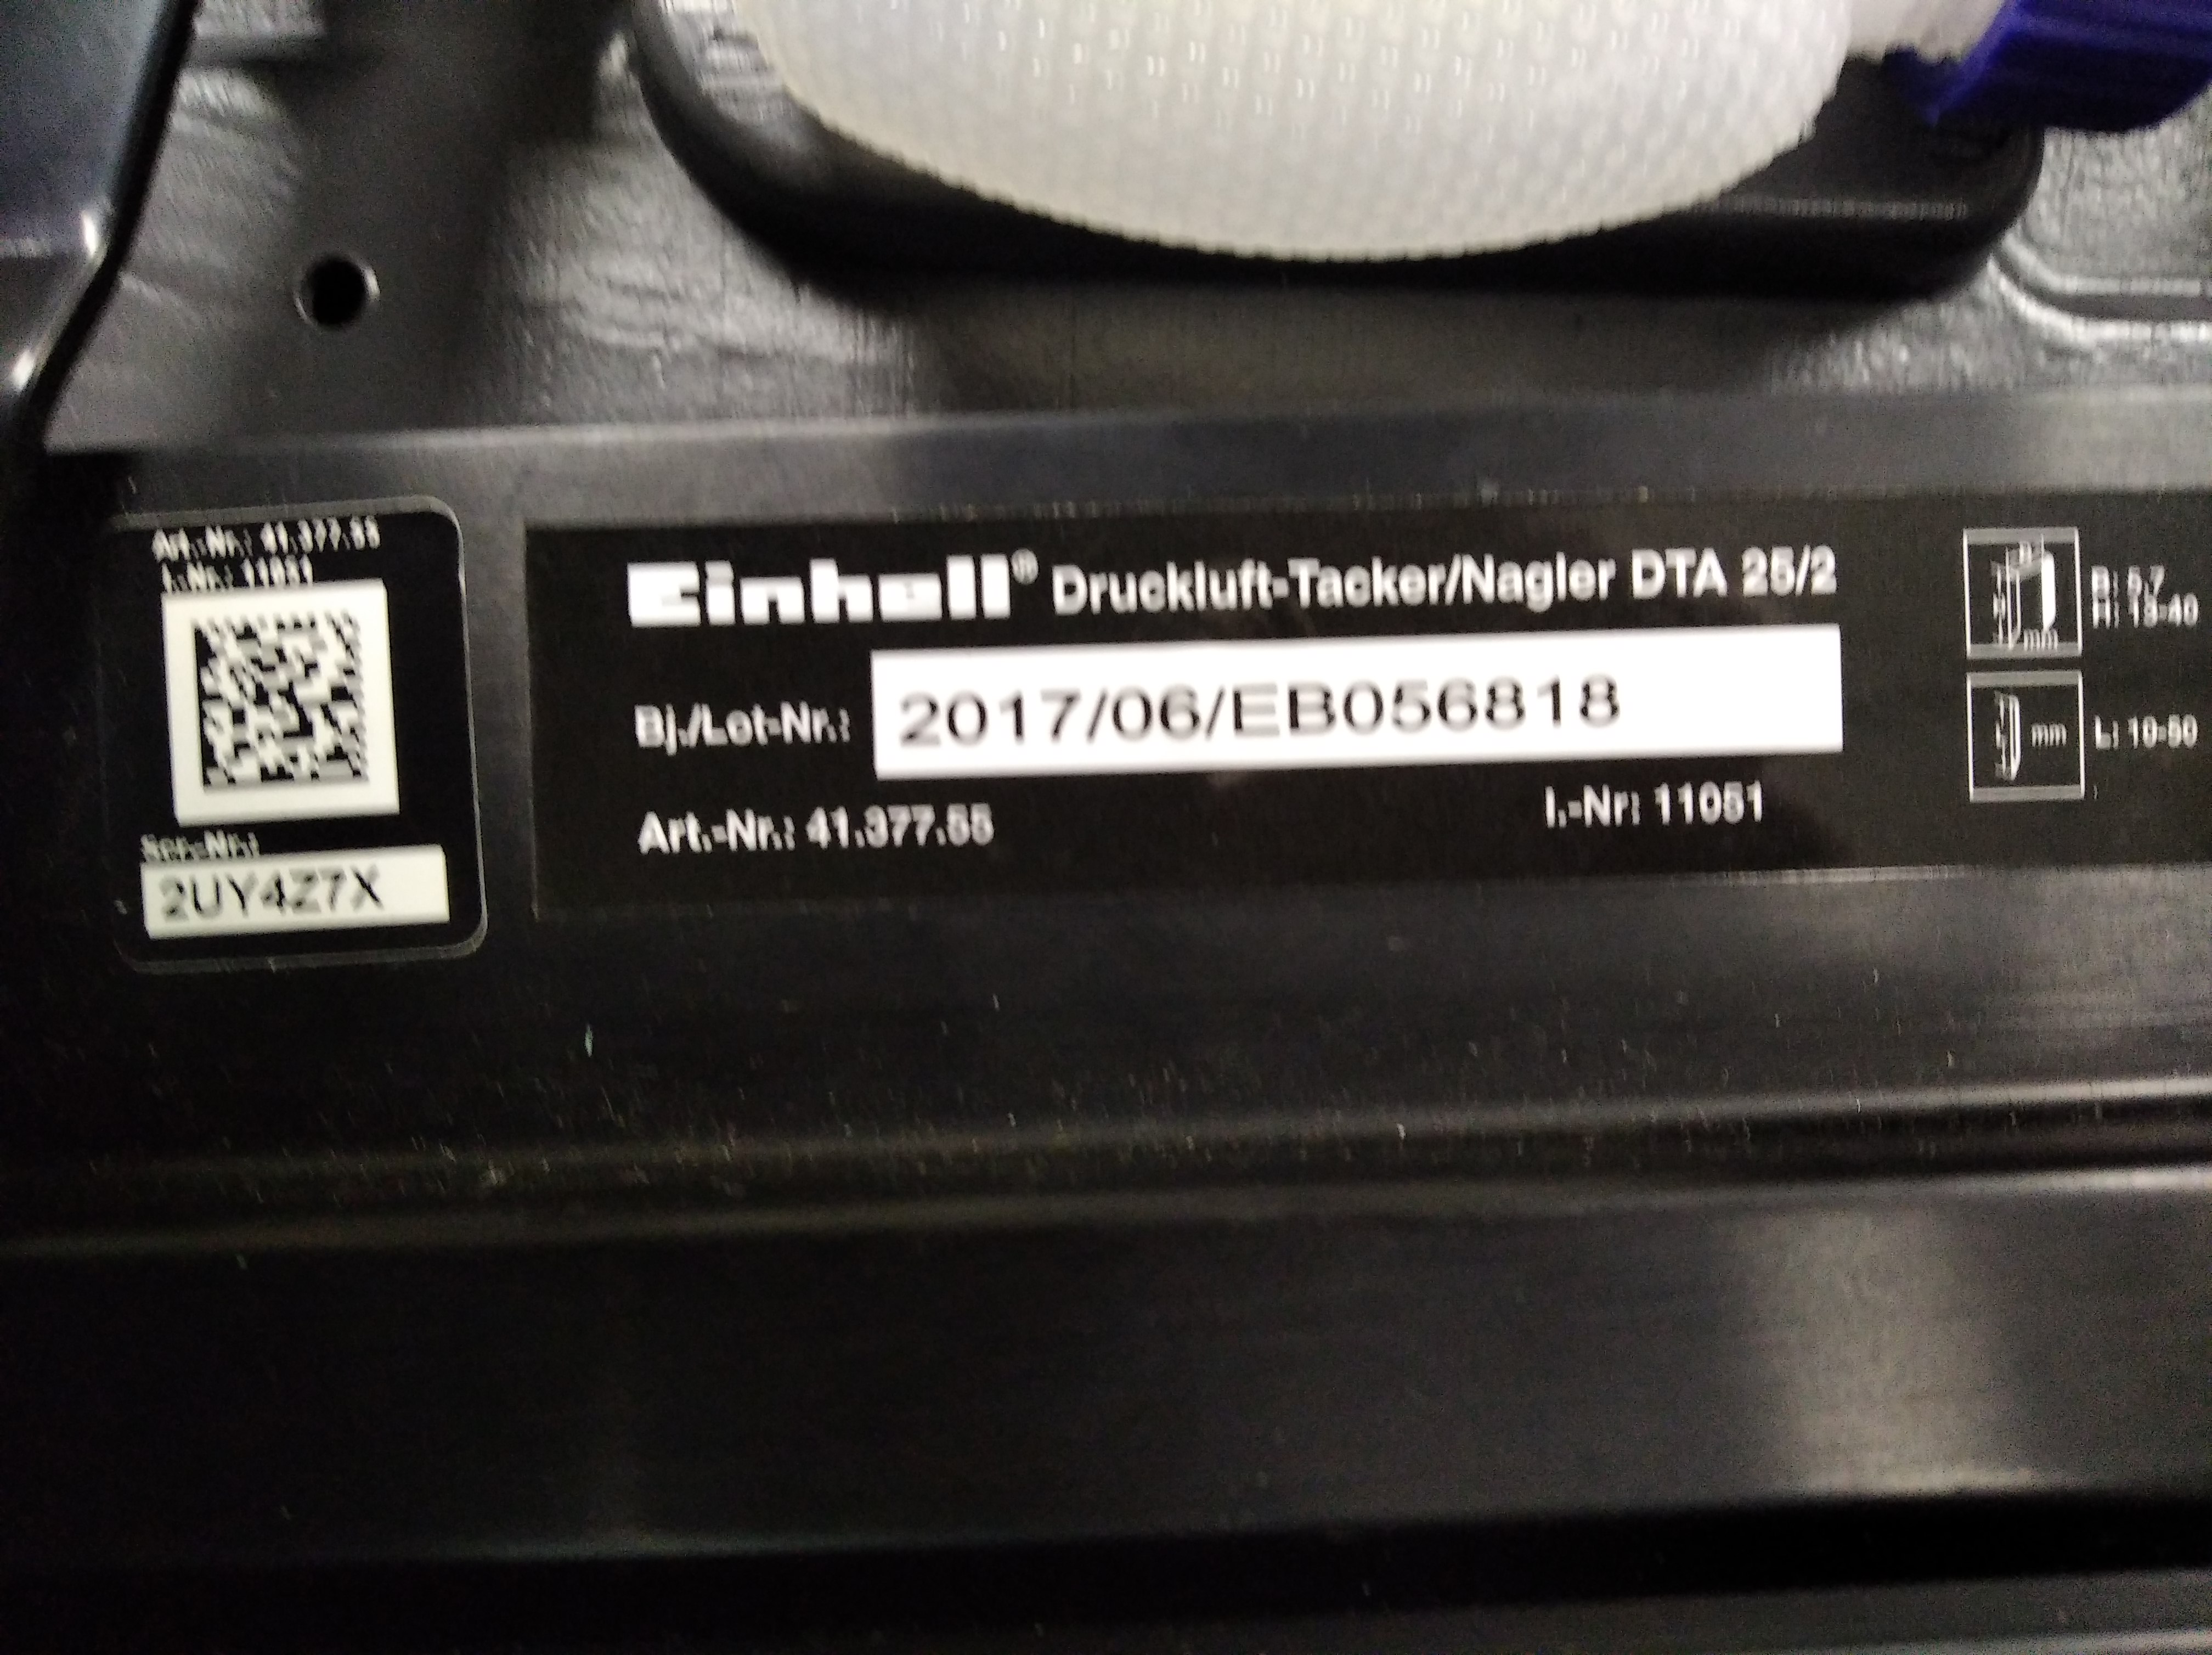 Art.-Nr.: 41.377.55
I.-Nr.: 11051
Ser.-Nr.:
2UY4Z7X
Einhell® Druckluft-Tacker/Nagler DTA 25/2
Bj./Lot-Nr.: 2017/06/EB056818
Art.-Nr.: 41.377.55 I.-Nr: 11051
mm
B: 5,7
H: 13-40
mm
L: 10-50